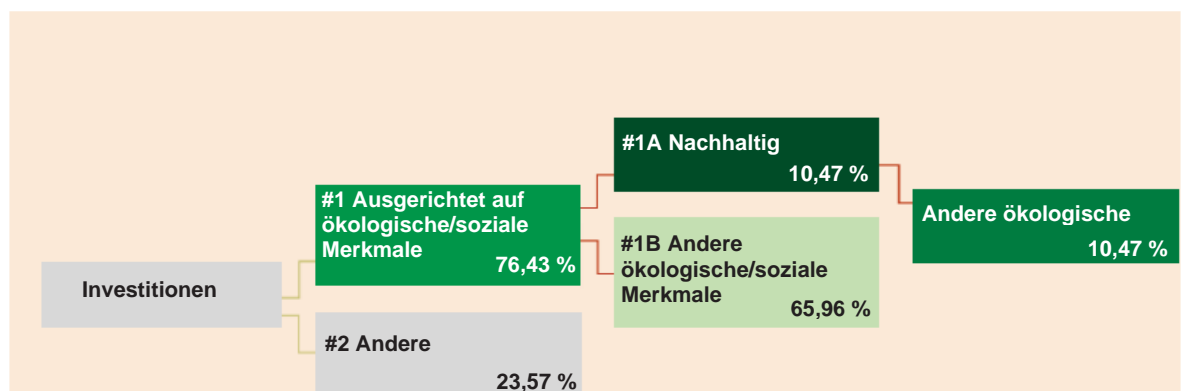 Investitionen
#1 Ausgerichtet auf
ökologische/soziale
Merkmale
76,43 %
#2 Andere
23,57 %
#1A Nachhaltig
10,47 %
#1B Andere
ökologische/soziale
Merkmale
65,96 %
Andere ökologische
10,47 %